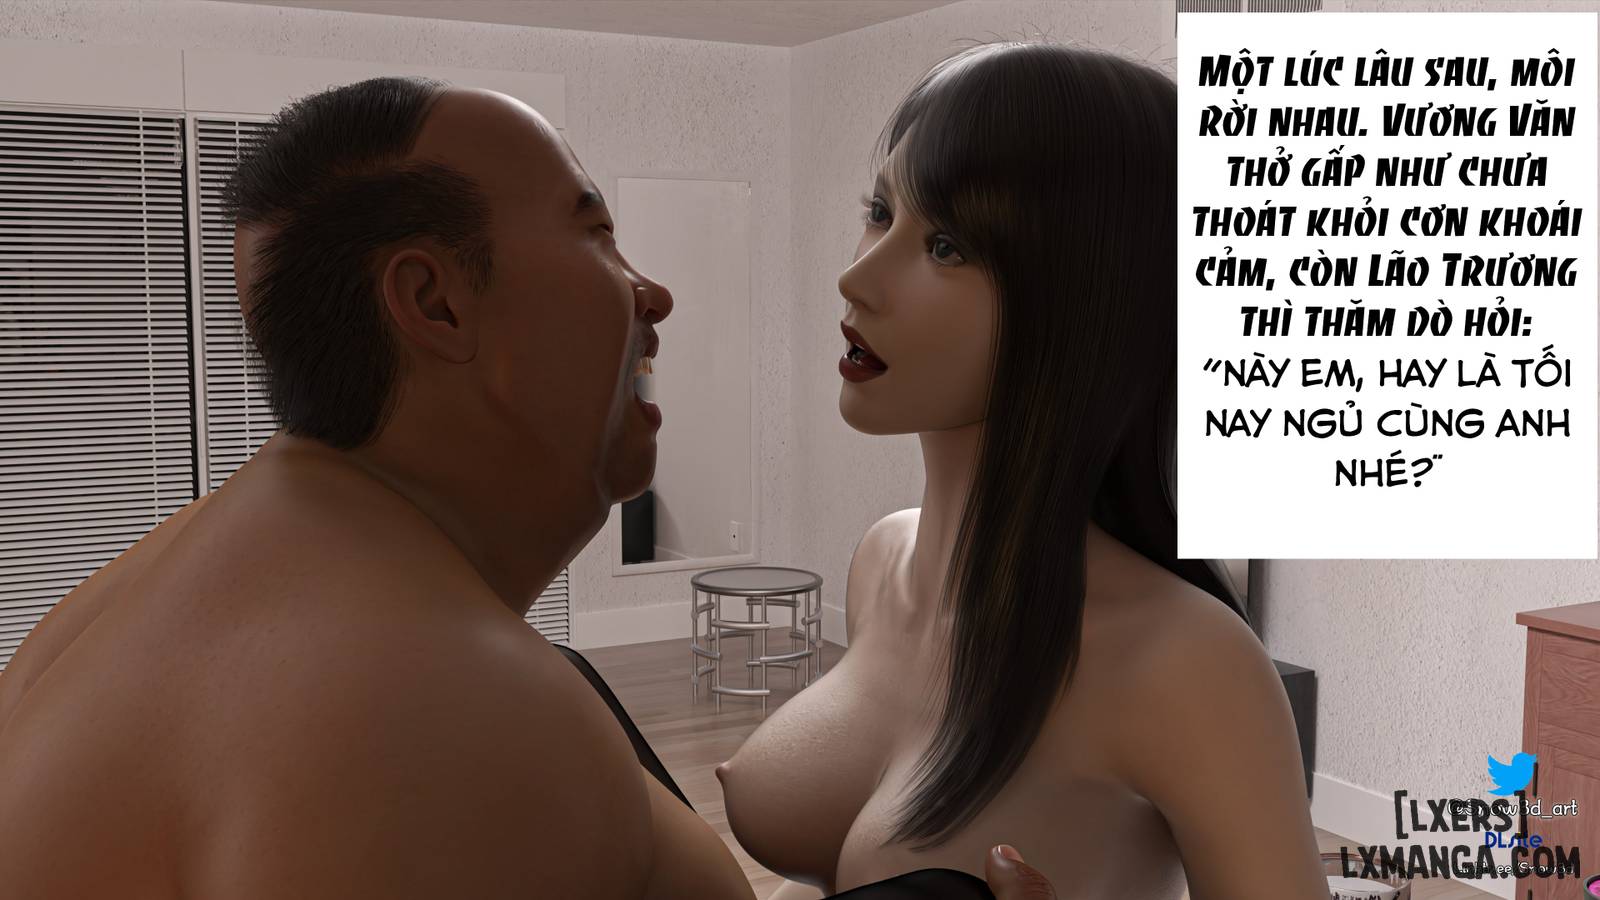 MỘT LÚC LÂU SAU, MÔI
RỜI NHAU. VƯƠNG VĂN
THỞ GẤP NHƯ CHƯA
THOÁT KHỎI CƠN KHOÁI
CẢM, CÒN LÃO TRƯƠNG
THÌ THĂM DÒ HỎI:
“NÀY EM, HAY LÀ TỐI
NAY NGỦ CÙNG ANH
NHÉ?"
@Snow3d_art
[LXERS]
DLsite
LXMANGA.COM